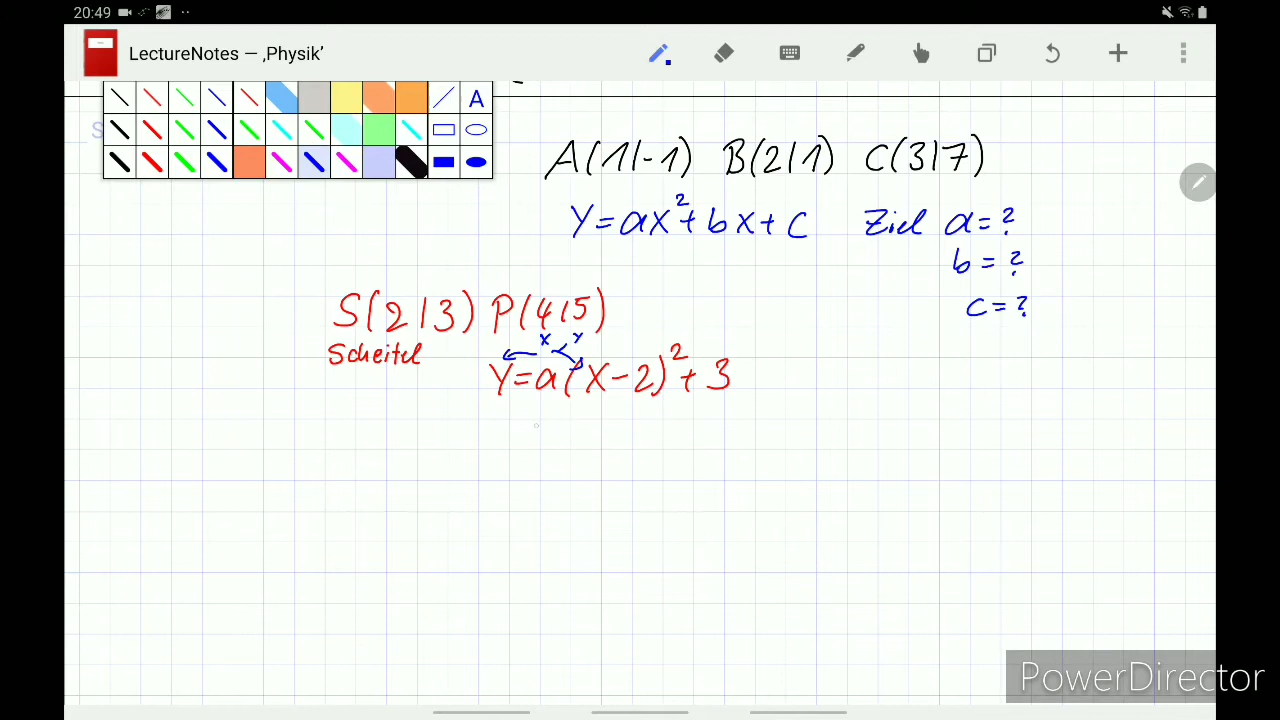 20:49
LectureNotes — ‚Physik’
A
S
A(1|-1) B(2|1) C(3|7)
Y=ax²+bx+c Ziel a=?
b=?
c=?
S(2|3) P(4|5)
x y
Scheitel
Y=a(x-2)²+3
PowerDirector